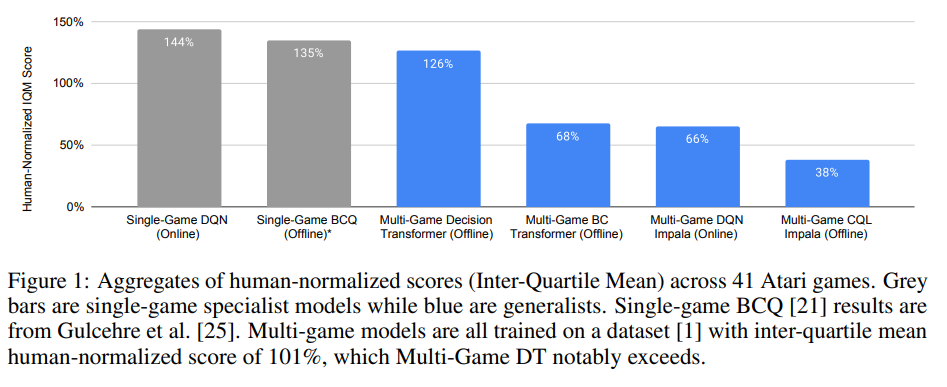 150%
100%
50%
0%
Human-Normalized IQM Score
144%
135%
126%
68%
66%
38%
Single-Game DQN
(Online)
Single-Game BCQ
(Offline)*
Multi-Game Decision
Transformer (Offline)
Multi-Game BC
Transformer (Offline)
Multi-Game DQN
Impala (Online)
Multi-Game CQL
Impala (Offline)
Figure 1: Aggregates of human-normalized scores (Inter-Quartile Mean) across 41 Atari games. Grey
bars are single-game specialist models while blue are generalists. Single-game BCQ [21] results are
from Gulcehre et al. [25]. Multi-game models are all trained on a dataset [1] with inter-quartile mean
human-normalized score of 101%, which Multi-Game DT notably exceeds.